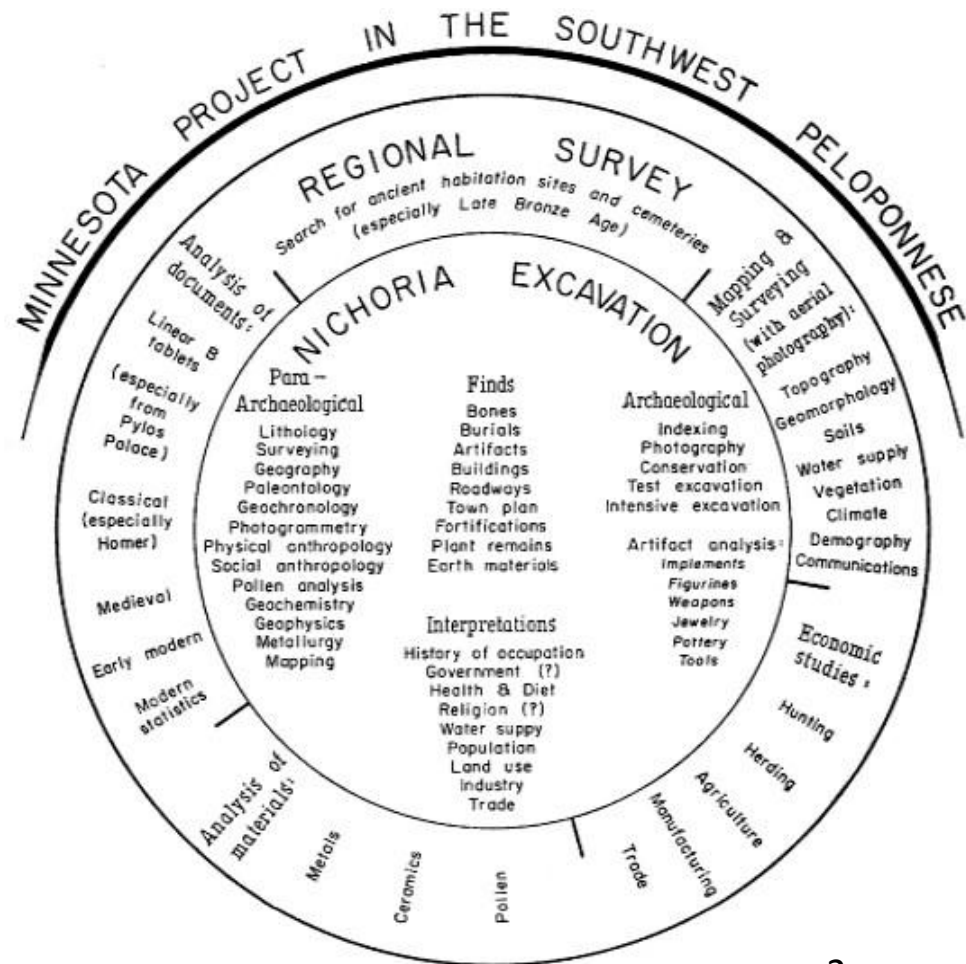 MINNESOTA PROJECT IN THE SOUTHWEST PELOPONNESE
REGIONAL SURVEY
Search for ancient habitation sites and cemeteries
(especially Late Bronze Age)
Analysis of
documents:
Linear B
tablets
(especially
from
Pylos
Palace)
Classical
(especially
Homer)
Medieval
Early modern
Modern
statistics
Analysis of
materials:
Metals
Ceramics
Pollen
Mapping &
Surveying
(with aerial
photography):
Topography
Geomorphology
Soils
Water supply
Vegetation
Climate
Demography
Communications
Economic
studies:
Hunting
Herding
Agriculture
Manufacturing
Trade
NICHORIA EXCAVATION
Para-
Archaeological
Lithology
Surveying
Geography
Paleontology
Geochronology
Photogrammetry
Physical anthropology
Social anthropology
Pollen analysis
Geochemistry
Geophysics
Metallurgy
Mapping
Finds
Bones
Burials
Artifacts
Buildings
Roadways
Town plan
Fortifications
Plant remains
Earth materials
Interpretations
History of occupation
Government (?)
Health & Diet
Religion (?)
Water suppy
Population
Land use
Industry
Trade
Archaeological
Indexing
Photography
Conservation
Test excavation
Intensive excavation
Artifact analysis:
Implements
Figurines
Weapons
Jewelry
Pottery
Tools